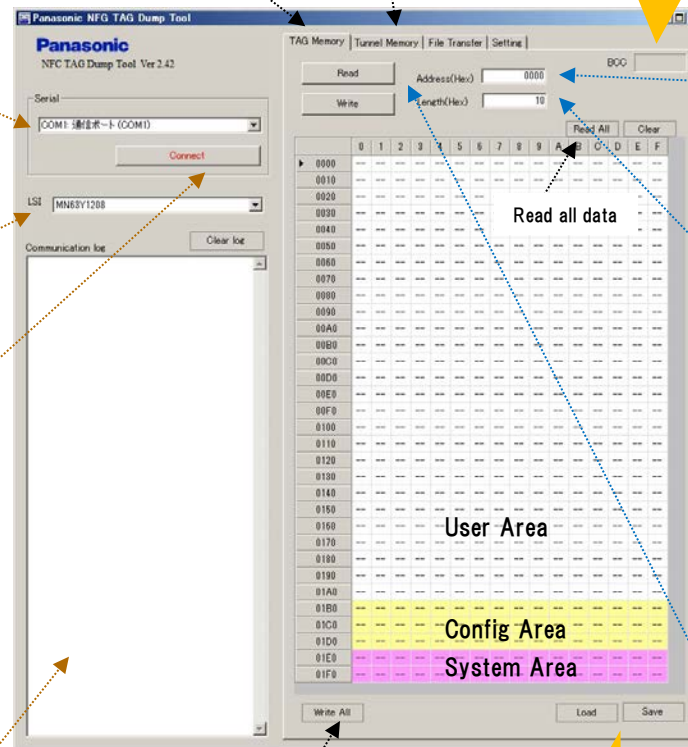 Panasonic NFG TAG Dump Tool
Panasonic
NFC TAG Dump Tool Ver 2.42
Serial
COM1: 通信ポート (COM1)
Connect
LSI
MN63Y1208
Communication log
Clear log
TAG Memory
Tunnel Memory
File Transfer
Setting
BCC
Read
Address(Hex)
0000
Write
Length(Hex)
10
Read All
Clear
0 1 2 3 4 5 6 7 8 9 A B C D E F
0000 -- -- -- -- -- -- -- -- -- -- -- -- -- -- -- --
0010 -- -- -- -- -- -- -- -- -- -- -- -- -- -- -- --
0020
0030
Read all data
0040
0050
0060
0070
0080
0090
00A0
00B0
00C0
00D0
00E0
00F0
0100
0110
0120
0130
0140
0150
0160
User Area
0170
0180
0190
01A0
01B0
01C0
Config Area
01D0
01E0
System Area
01F0
Write All
Load
Save